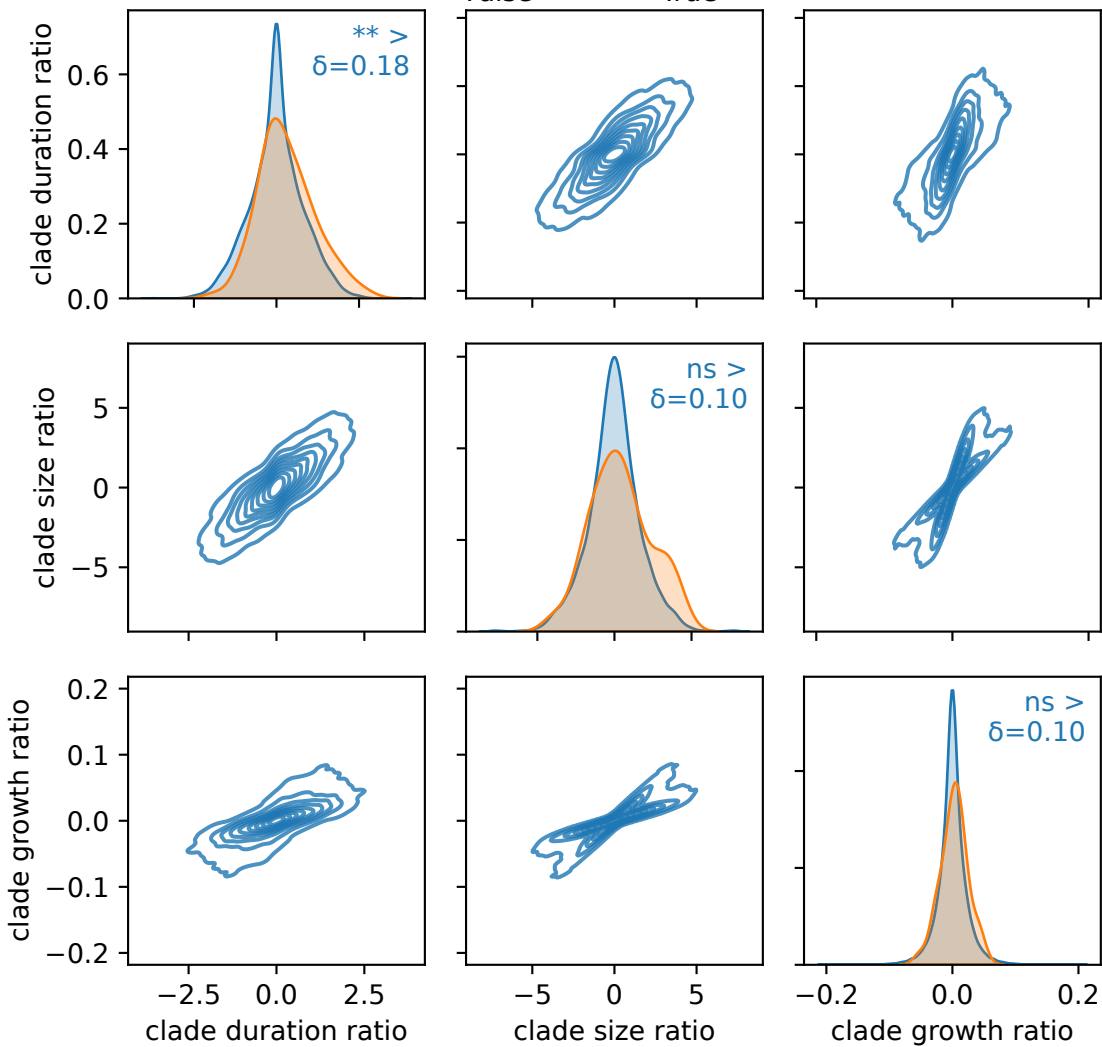 clade duration ratio
0.6
0.4
0.2
0.0
** >
δ=0.18
clade size ratio
5
0
−5
ns >
δ=0.10
clade growth ratio
0.2
0.1
0.0
−0.1
−0.2
ns >
δ=0.10
−2.5 0.0 2.5
−5 0 5
−0.2 0.0 0.2
clade duration ratio
clade size ratio
clade growth ratio